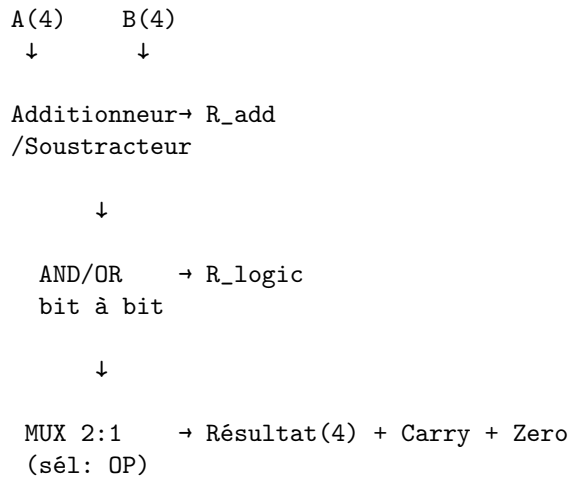 A(4) B(4)
↓ ↓
Additionneur→ R_add
/Soustracteur
↓
AND/OR → R_logic
bit à bit
↓
MUX 2:1 → Résultat(4) + Carry + Zero
(sél: OP)